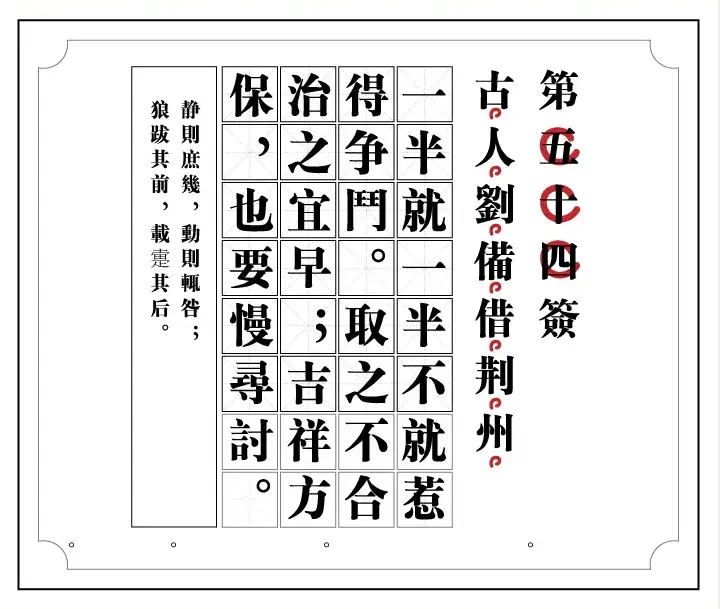 第五十四簽
古人劉備借荆州
一半就一半不就惹
得争鬥。取之不合
治之宜早；吉祥方
保，也要慢尋討。
静則庶幾，動則輒咎；
狼跋其前，載疐其后。